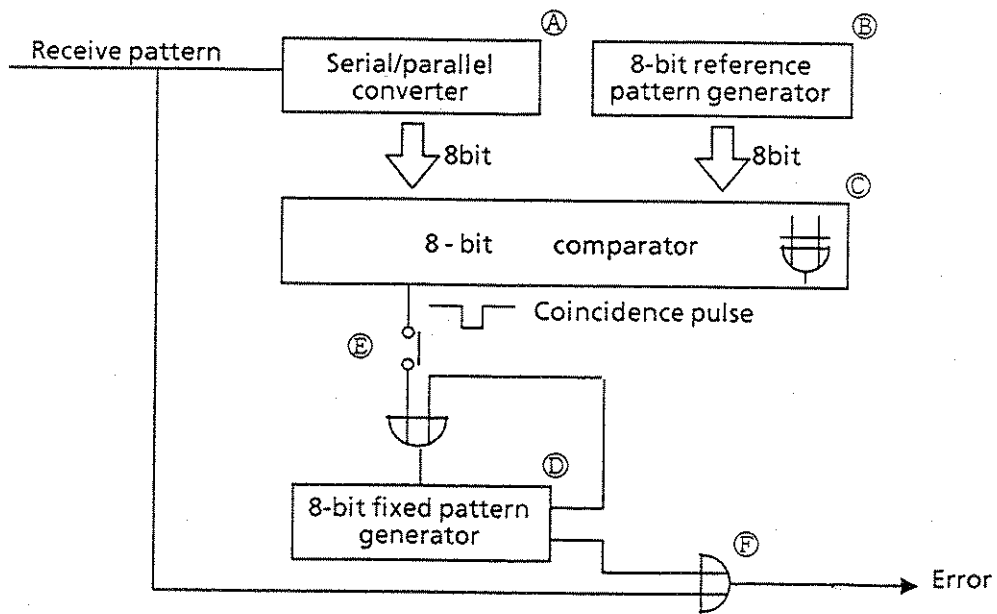 Ⓐ
Ⓑ
Receive pattern
Serial/parallel
converter
8-bit reference
pattern generator
8bit
8bit
Ⓒ
8 - bit comparator
Coincidence pulse
Ⓔ
Ⓓ
8-bit fixed pattern
generator
Ⓕ
Error